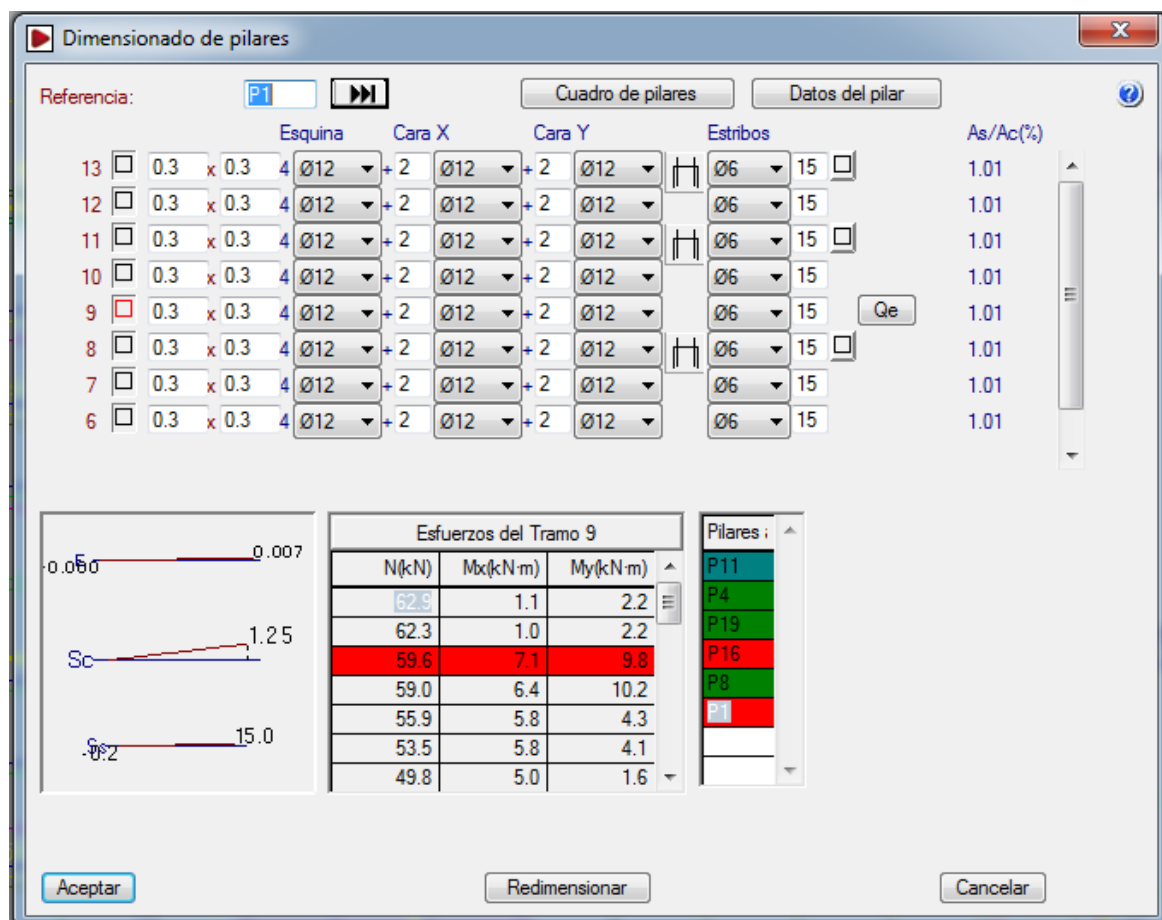 Dimensionado de pilares
Referencia: P1 Cuadro de pilares Datos del pilar
Esquina Cara X Cara Y Estribos As/Ac(%)
13 0.3 x 0.3 4 Ø12 + 2 Ø12 + 2 Ø12 Ø6 15 1.01
12 0.3 x 0.3 4 Ø12 + 2 Ø12 + 2 Ø12 Ø6 15 1.01
11 0.3 x 0.3 4 Ø12 + 2 Ø12 + 2 Ø12 Ø6 15 1.01
10 0.3 x 0.3 4 Ø12 + 2 Ø12 + 2 Ø12 Ø6 15 1.01
9 0.3 x 0.3 4 Ø12 + 2 Ø12 + 2 Ø12 Ø6 15 Qe 1.01
8 0.3 x 0.3 4 Ø12 + 2 Ø12 + 2 Ø12 Ø6 15 1.01
7 0.3 x 0.3 4 Ø12 + 2 Ø12 + 2 Ø12 Ø6 15 1.01
6 0.3 x 0.3 4 Ø12 + 2 Ø12 + 2 Ø12 Ø6 15 1.01
0.007
Sc 1.25
15.0
Esfuerzos del Tramo 9
N(kN) Mx(kN·m) My(kN·m)
62.9 1.1 2.2
62.3 1.0 2.2
59.6 7.1 9.8
59.0 6.4 10.2
55.9 5.8 4.3
53.5 5.8 4.1
49.8 5.0 1.6
Pilares
P11
P4
P19
P16
P8
P1
Aceptar Redimensionar Cancelar